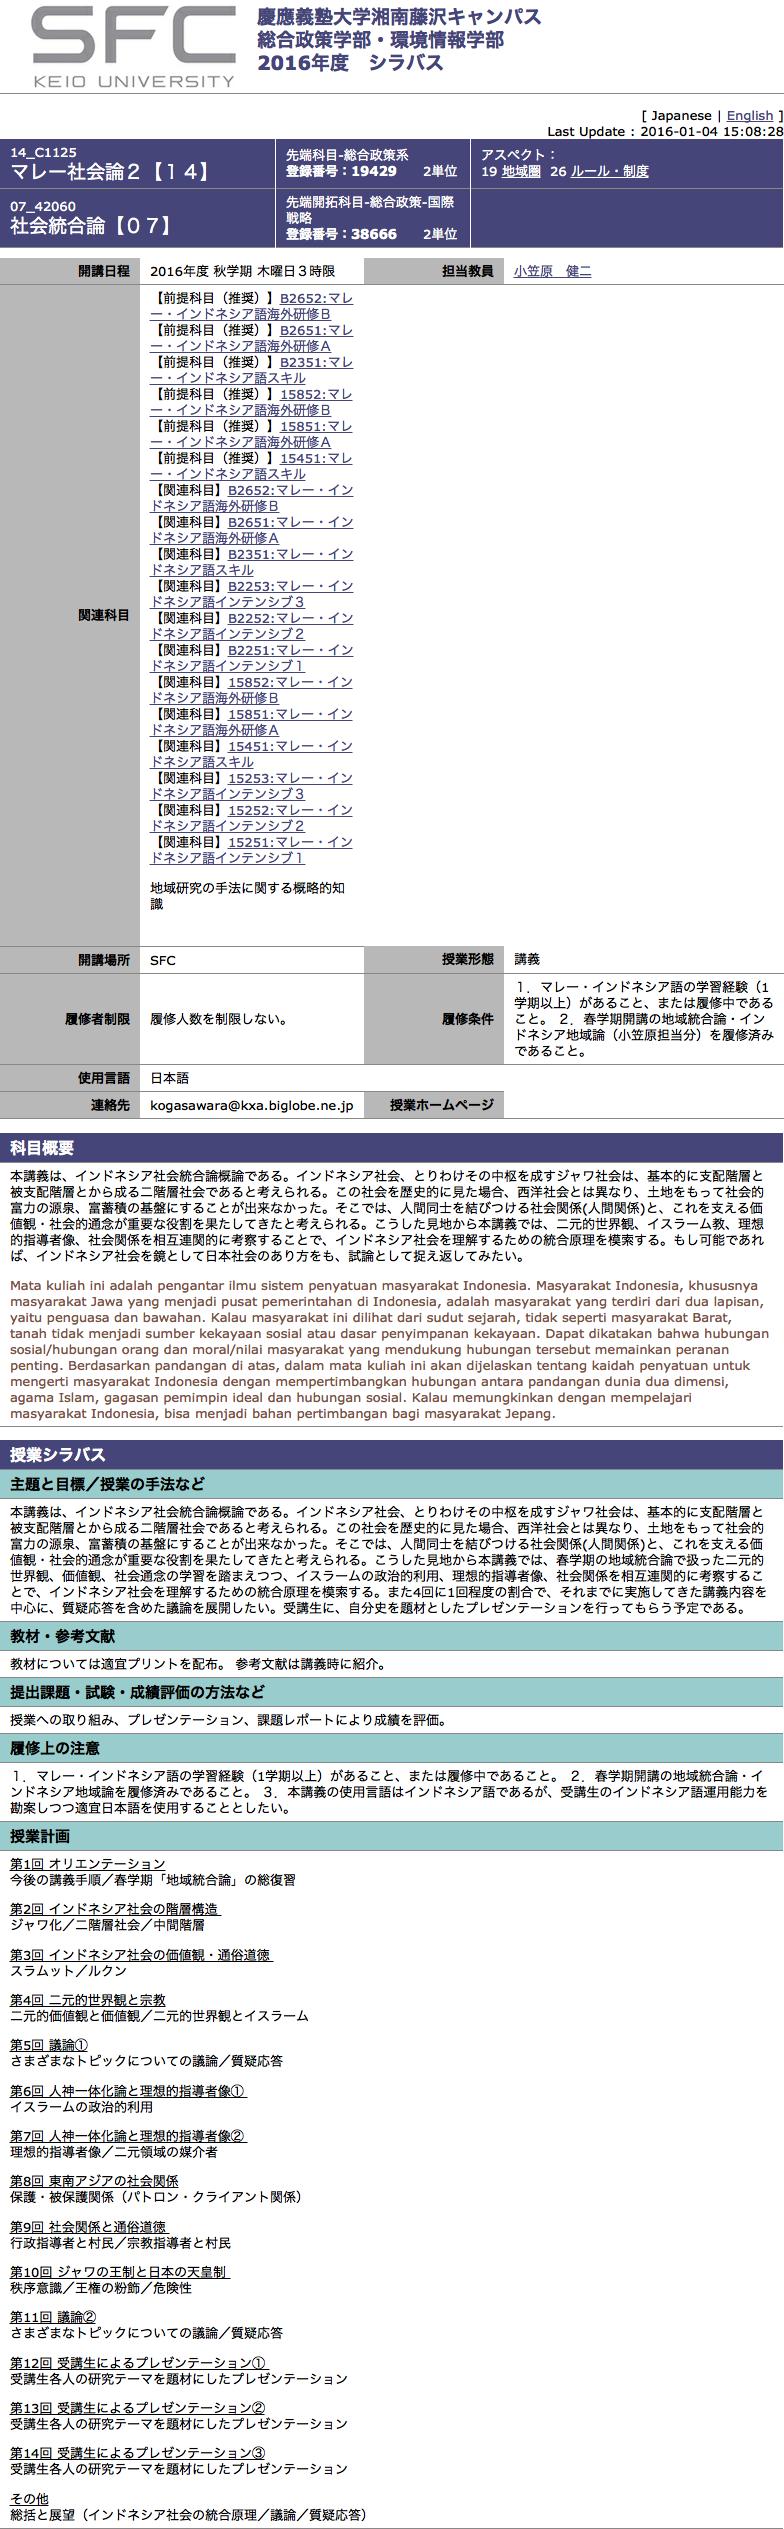 SFC
KEIO UNIVERSITY
慶應義塾大学湘南藤沢キャンパス
総合政策学部・環境情報学部
2016年度　シラバス
[ Japanese | English ]
Last Update : 2016-01-04 15:08:28
14_C1125
マレー社会論２【１４】
先端科目-総合政策系
登録番号：19429 2単位
アスペクト：
19 地域圏 26 ルール・制度
07_42060
社会統合論【０７】
先端開拓科目-総合政策-国際
戦略
登録番号：38666 2単位
開講日程
2016年度 秋学期 木曜日３時限
担当教員
小笠原　健二
関連科目
【前提科目（推奨）】B2652:マレ
ー・インドネシア語海外研修Ｂ
【前提科目（推奨）】B2651:マレ
ー・インドネシア語海外研修Ａ
【前提科目（推奨）】B2351:マレ
ー・インドネシア語スキル
【前提科目（推奨）】15852:マレ
ー・インドネシア語海外研修Ｂ
【前提科目（推奨）】15851:マレ
ー・インドネシア語海外研修Ａ
【前提科目（推奨）】15451:マレ
ー・インドネシア語スキル
【関連科目】B2652:マレー・イン
ドネシア語海外研修Ｂ
【関連科目】B2651:マレー・イン
ドネシア語海外研修Ａ
【関連科目】B2351:マレー・イン
ドネシア語スキル
【関連科目】B2253:マレー・イン
ドネシア語インテンシブ３
【関連科目】B2252:マレー・イン
ドネシア語インテンシブ２
【関連科目】B2251:マレー・イン
ドネシア語インテンシブ１
【関連科目】15852:マレー・イン
ドネシア語海外研修Ｂ
【関連科目】15851:マレー・イン
ドネシア語海外研修Ａ
【関連科目】15451:マレー・イン
ドネシア語スキル
【関連科目】15253:マレー・イン
ドネシア語インテンシブ３
【関連科目】15252:マレー・イン
ドネシア語インテンシブ２
【関連科目】15251:マレー・イン
ドネシア語インテンシブ１
地域研究の手法に関する概略的知
識
開講場所
SFC
授業形態
講義
履修者制限
履修人数を制限しない。
履修条件
１．マレー・インドネシア語の学習経験（1
学期以上）があること、または履修中である
こと。 ２．春学期開講の地域統合論・イン
ドネシア地域論（小笠原担当分）を履修済み
であること。
使用言語
日本語
連絡先
kogasawara@kxa.biglobe.ne.jp
授業ホームページ
科目概要
本講義は、インドネシア社会統合論概論である。インドネシア社会、とりわけその中枢を成すジャワ社会は、基本的に支配階層と
被支配階層とから成る二階層社会であると考えられる。この社会を歴史的に見た場合、西洋社会とは異なり、土地をもって社会的
富力の源泉、富蓄積の基盤にすることが出来なかった。そこでは、人間同士を結びつける社会関係(人間関係)と、これを支える価
値観・社会的通念が重要な役割を果たしてきたと考えられる。こうした見地から本講義では、二元的世界観、イスラーム教、理想
的指導者像、社会関係を相互連関的に考察することで、インドネシア社会を理解するための統合原理を模索する。もし可能であれ
ば、インドネシア社会を鏡として日本社会のあり方をも、試論として捉え返してみたい。
Mata kuliah ini adalah pengantar ilmu sistem penyatuan masyarakat Indonesia. Masyarakat Indonesia, khususnya
masyarakat Jawa yang menjadi pusat pemerintahan di Indonesia, adalah masyarakat yang terdiri dari dua lapisan,
yaitu penguasa dan bawahan. Kalau masyarakat ini dilihat dari sudut sejarah, tidak seperti masyarakat Barat,
tanah tidak menjadi sumber kekayaan sosial atau dasar penyimpanan kekayaan. Dapat dikatakan bahwa hubungan
sosial/hubungan orang dan moral/nilai masyarakat yang mendukung hubungan tersebut memainkan peranan
penting. Berdasarkan pandangan di atas, dalam mata kuliah ini akan dijelaskan tentang kaidah penyatuan untuk
mengerti masyarakat Indonesia dengan mempertimbangkan hubungan antara pandangan dunia dua dimensi,
agama Islam, gagasan pemimpin ideal dan hubungan sosial. Kalau memungkinkan dengan mempelajari
masyarakat Indonesia, bisa menjadi bahan pertimbangan bagi masyarakat Jepang.
授業シラバス
主題と目標／授業の手法など
本講義は、インドネシア社会統合論概論である。インドネシア社会、とりわけその中枢を成すジャワ社会は、基本的に支配階層と
被支配階層とから成る二階層社会であると考えられる。この社会を歴史的に見た場合、西洋社会とは異なり、土地をもって社会的
富力の源泉、富蓄積の基盤にすることが出来なかった。そこでは、人間同士を結びつける社会関係(人間関係)と、これを支える価
値観・社会的通念が重要な役割を果たしてきたと考えられる。こうした見地から本講義では、春学期の地域統合論で扱った二元的
世界観、価値観、社会通念の学習を踏まえつつ、イスラームの政治的利用、理想的指導者像、社会関係を相互連関的に考察するこ
とで、インドネシア社会を理解するための統合原理を模索する。また4回に1回程度の割合で、それまでに実施してきた講義内容を
中心に、質疑応答を含めた議論を展開したい。受講生に、自分史を題材としたプレゼンテーションを行ってもらう予定である。
教材・参考文献
教材については適宜プリントを配布。 参考文献は講義時に紹介。
提出課題・試験・成績評価の方法など
授業への取り組み、プレゼンテーション、課題レポートにより成績を評価。
履修上の注意
１．マレー・インドネシア語の学習経験（1学期以上）があること、または履修中であること。 ２．春学期開講の地域統合論・イ
ンドネシア地域論を履修済みであること。 ３．本講義の使用言語はインドネシア語であるが、受講生のインドネシア語運用能力を
勘案しつつ適宜日本語を使用することとしたい。
授業計画
第1回 オリエンテーション
今後の講義手順／春学期「地域統合論」の総復習
第2回 インドネシア社会の階層構造
ジャワ化／二階層社会／中間階層
第3回 インドネシア社会の価値観・通俗道徳
スラムット／ルクン
第4回 二元的世界観と宗教
二元的価値観と価値観／二元的世界観とイスラーム
第5回 議論①
さまざまなトピックについての議論／質疑応答
第6回 人神一体化論と理想的指導者像①
イスラームの政治的利用
第7回 人神一体化論と理想的指導者像②
理想的指導者像／二元領域の媒介者
第8回 東南アジアの社会関係
保護・被保護関係（パトロン・クライアント関係）
第9回 社会関係と通俗道徳
行政指導者と村民／宗教指導者と村民
第10回 ジャワの王制と日本の天皇制
秩序意識／王権の粉飾／危険性
第11回 議論②
さまざまなトピックについての議論／質疑応答
第12回 受講生によるプレゼンテーション①
受講生各人の研究テーマを題材にしたプレゼンテーション
第13回 受講生によるプレゼンテーション②
受講生各人の研究テーマを題材にしたプレゼンテーション
第14回 受講生によるプレゼンテーション③
受講生各人の研究テーマを題材にしたプレゼンテーション
その他
総括と展望（インドネシア社会の統合原理／議論／質疑応答）